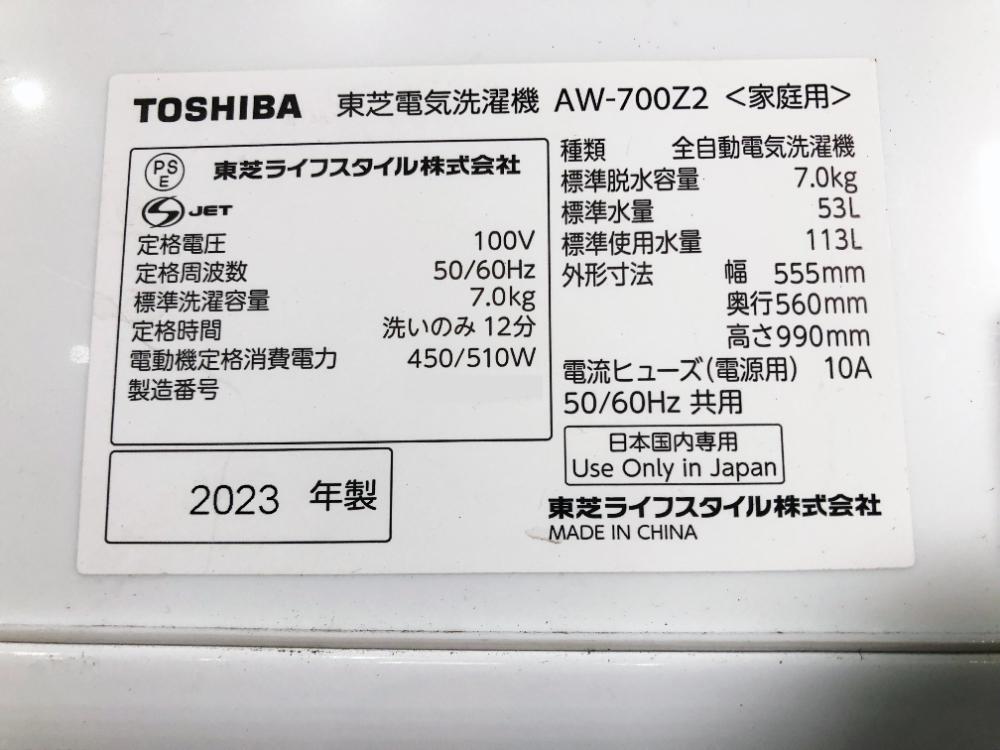 TOSHIBA 東芝電気洗濯機 AW-700Z2 <家庭用>
PS
E
東芝ライフスタイル株式会社
S JET
定格電圧 100V
定格周波数 50/60Hz
標準洗濯容量 7.0kg
定格時間 洗いのみ 12分
電動機定格消費電力 450/510W
製造番号
2023 年製
種類 全自動電気洗濯機
標準脱水容量 7.0kg
標準水量 53L
標準使用水量 113L
外形寸法 幅 555mm
奥行560mm
高さ990mm
電流ヒューズ(電源用) 10A
50/60Hz 共用
日本国内専用
Use Only in Japan
東芝ライフスタイル株式会社
MADE IN CHINA